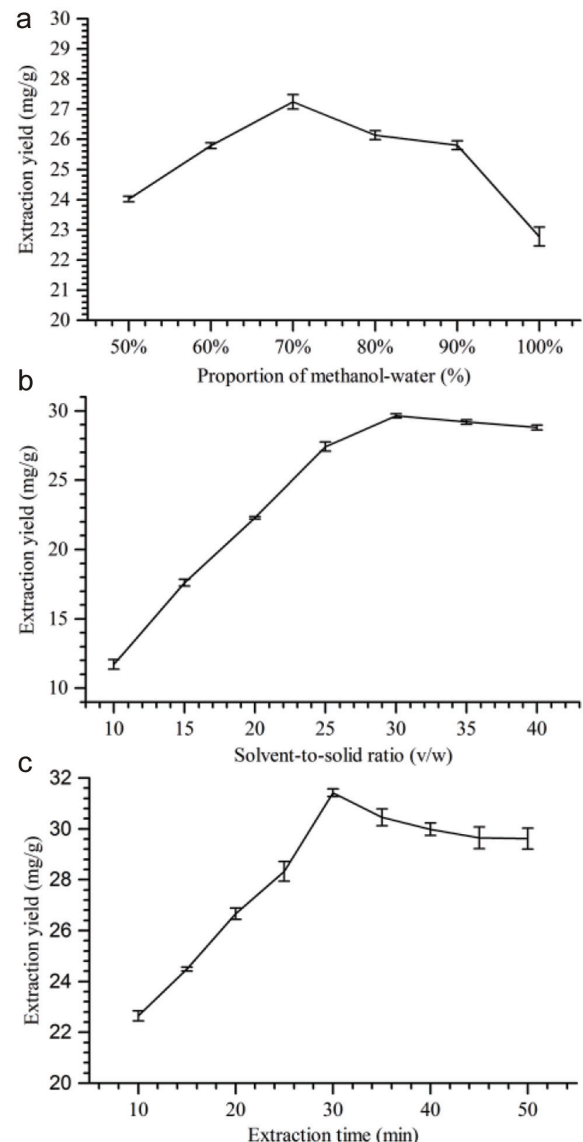 a
30
29
28
27
26
25
24
23
22
21
20
Extraction yield (mg/g)
50% 60% 70% 80% 90% 100%
Proportion of methanol-water (%)
b
30
25
20
15
10
Extraction yield (mg/g)
10 15 20 25 30 35 40
Solvent-to-solid ratio (v/w)
c
32
30
28
26
24
22
20
Extraction yield (mg/g)
10 20 30 40 50
Extraction time (min)